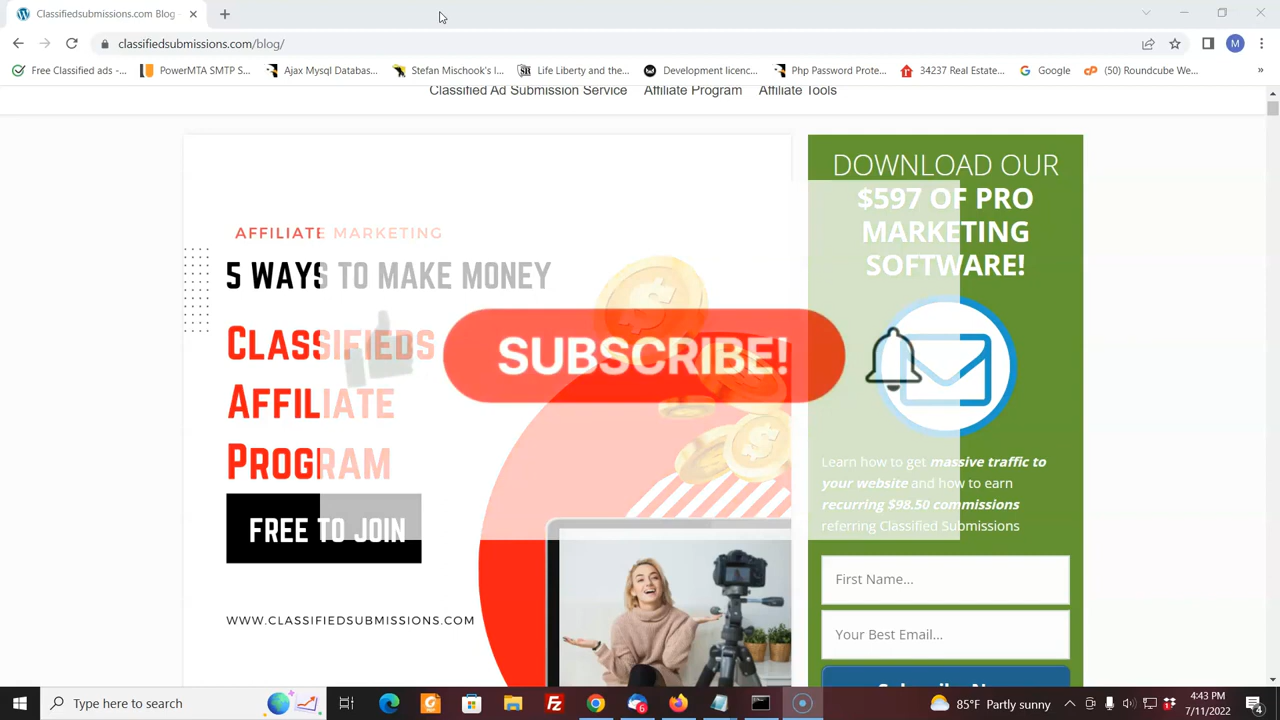 Classifiedsubmissions.com Blog
classifiedsubmissions.com/blog/
M
Free Classified ads -...
PowerMTA SMTP S...
Ajax Mysql Databas...
Stefan Mischook's I...
Life Liberty and the...
Development licenc...
Php Password Prote...
34237 Real Estate...
Google
(50) Roundcube We...
»
Classified Ad Submission Service
Affiliate Program
Affiliate Tools
AFFILIATE MARKETING
5 WAYS TO MAKE MONEY
CLASSIFIEDS
AFFILIATE
PROGRAM
FREE TO JOIN
WWW.CLASSIFIEDSUBMISSIONS.COM
SUBSCRIBE!
DOWNLOAD OUR
$597 OF PRO
MARKETING
SOFTWARE!
Learn how to get massive traffic to
your website and how to earn
recurring $98.50 commissions
referring Classified Submissions
First Name...
Your Best Email...
Type here to search
6
85°F Partly sunny
4:43 PM
7/11/2022